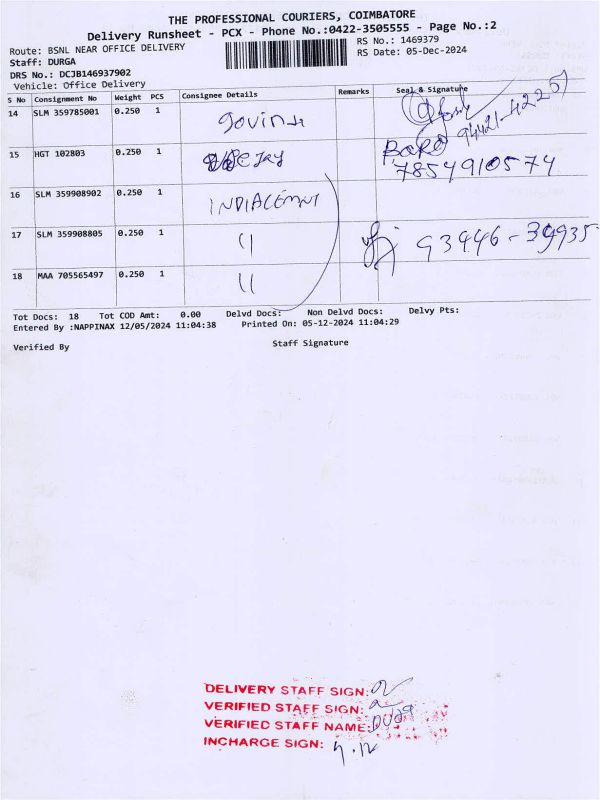 THE PROFESSIONAL COURIERS, COIMBATORE
Delivery Runsheet - PCX - Phone No.:0422-3505555 - Page No.:2
Route: BSNL NEAR OFFICE DELIVERY
RS No.: 1469379
Staff: DURGA
RS Date: 05-Dec-2024
DRS No.: DCJB146937902
Vehicle: Office Delivery
S No Consignment No Weight PCS Consignee Details Remarks Seal & Signature
14 SLM 359785001 0.250 1 94421-42251
15 HGT 102803 0.250 1 7854910574
16 SLM 359908902 0.250 1 INDIACEMNT
17 SLM 359908805 0.250 1 " 93446-39935
18 MAA 705565497 0.250 1 "
Tot Docs: 18 Tot COD Amt: 0.00 Delvd Docs: Non Delvd Docs: Delvy Pts:
Entered By :NAPPINAX 12/05/2024 11:04:38 Printed On: 05-12-2024 11:04:29
Verified By Staff Signature
DELIVERY STAFF SIGN:
VERIFIED STAFF SIGN:
VERIFIED STAFF NAME:
INCHARGE SIGN: